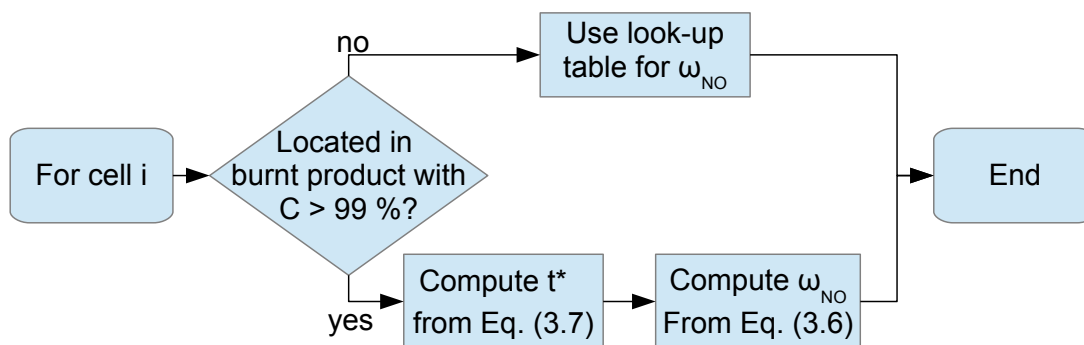 no
Use look-up
table for ω_NO
For cell i
Located in
burnt product with
C > 99 %?
End
yes
Compute t*
from Eq. (3.7)
Compute ω_NO
From Eq. (3.6)